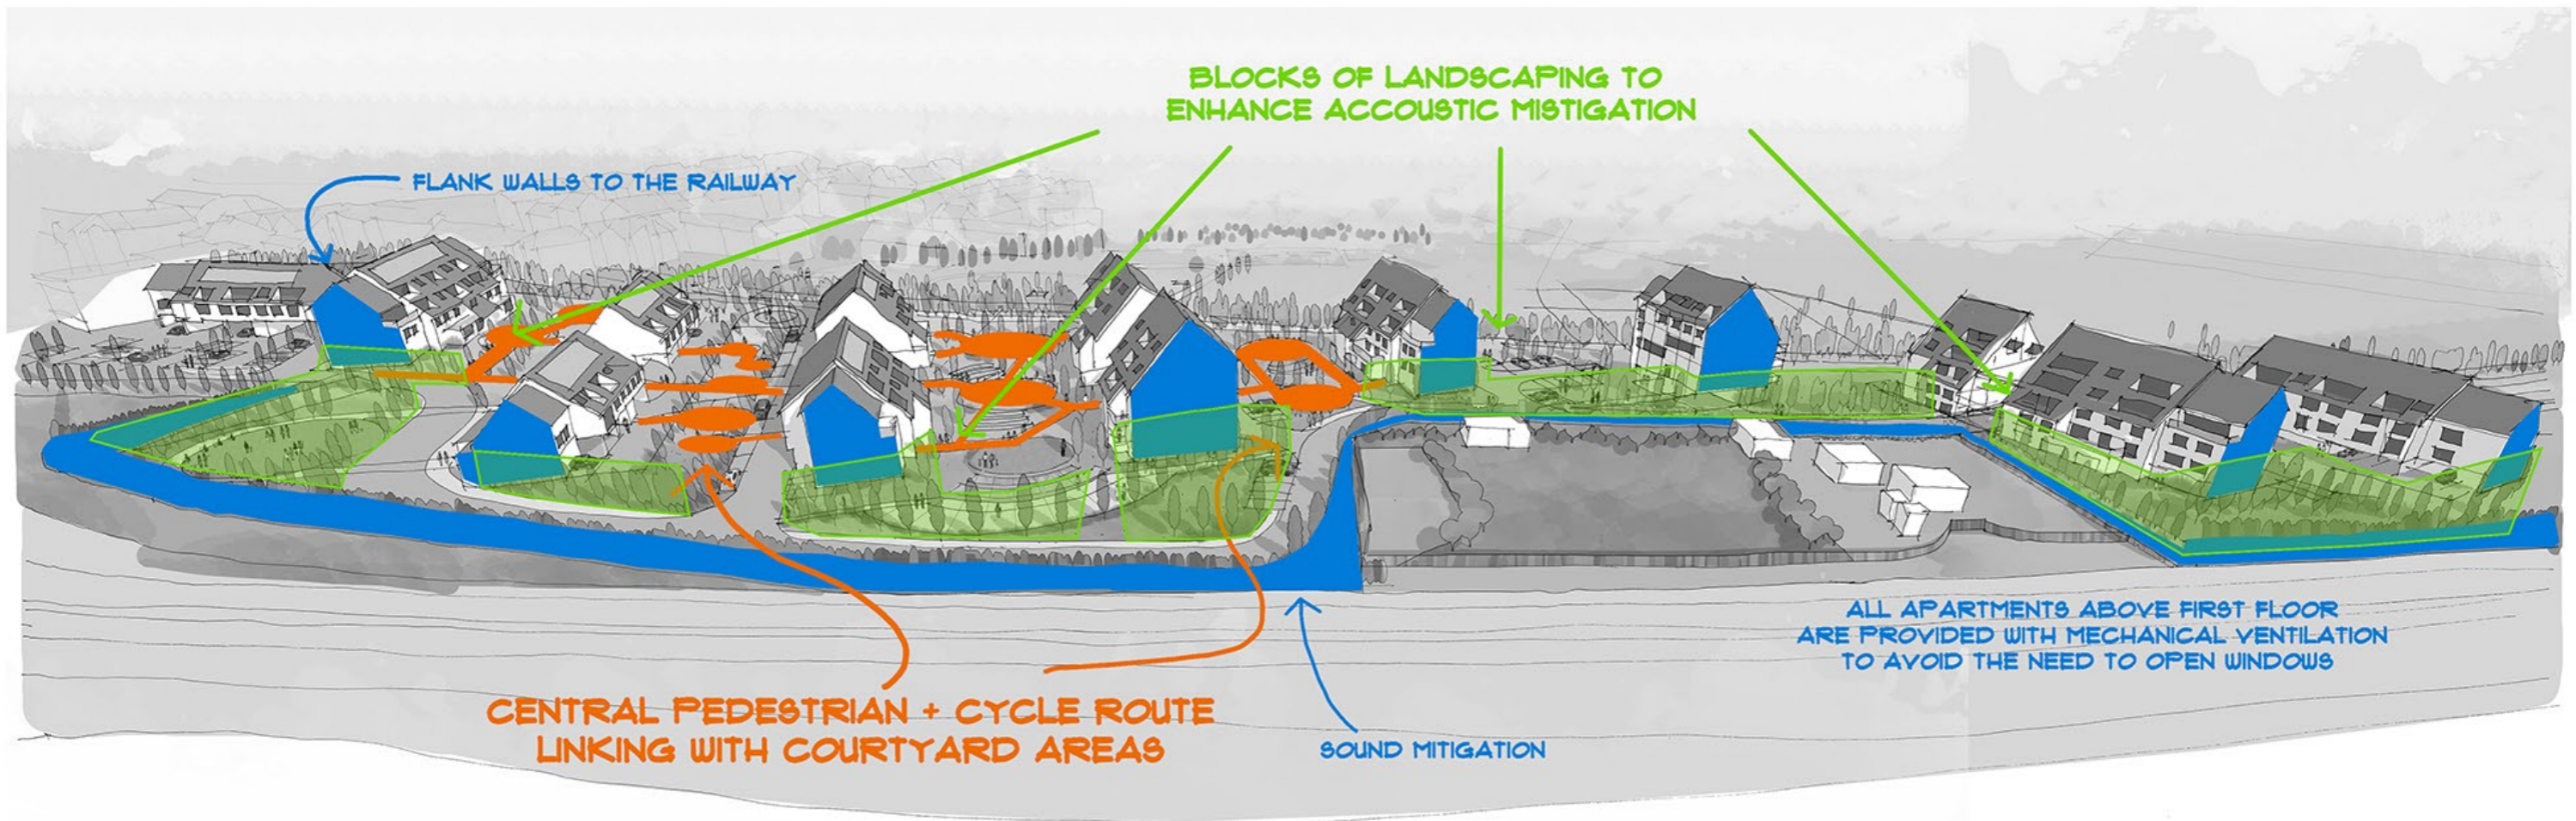 BLOCKS OF LANDSCAPING TO
ENHANCE ACCOUSTIC MISTIGATION
FLANK WALLS TO THE RAILWAY
ALL APARTMENTS ABOVE FIRST FLOOR
ARE PROVIDED WITH MECHANICAL VENTILATION
TO AVOID THE NEED TO OPEN WINDOWS
CENTRAL PEDESTRIAN + CYCLE ROUTE
LINKING WITH COURTYARD AREAS
SOUND MITIGATION